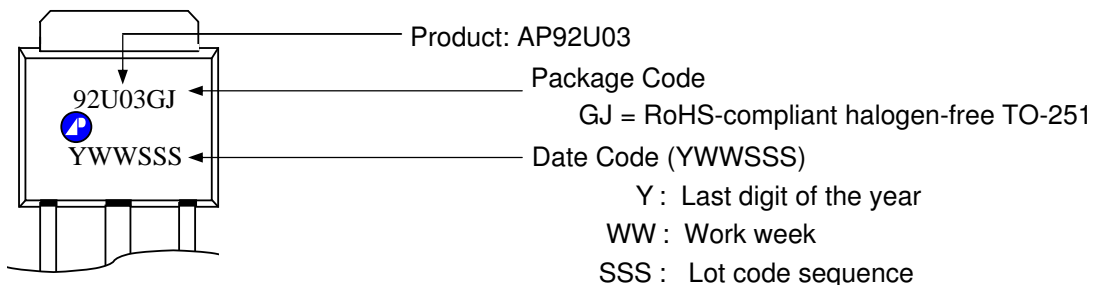 Product: AP92U03
Package Code
92U03GJ
GJ = RoHS-compliant halogen-free TO-251
AP
YWWSSS
Date Code (YWWSSS)
Y : Last digit of the year
WW : Work week
SSS : Lot code sequence